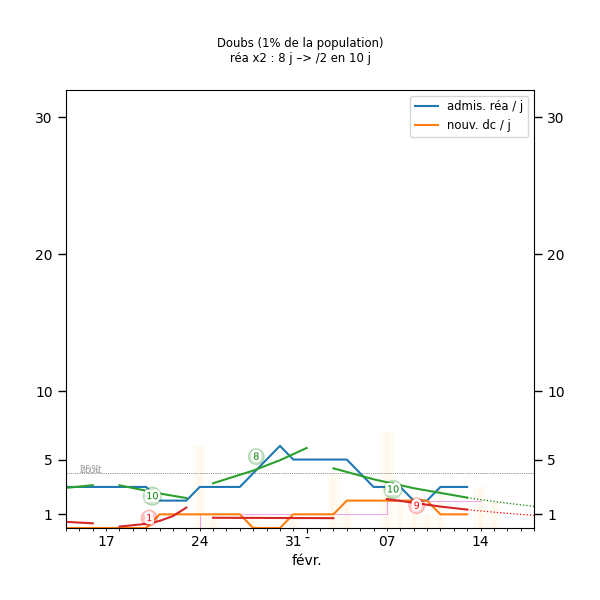 Doubs (1% de la population)
réa x2 : 8 j –> /2 en 10 j
admis. réa / j
nouv. dc / j
30 30
20 20
10 10
5 5
1 1
8
10
10
1
9
17 24 31 07 14
févr.